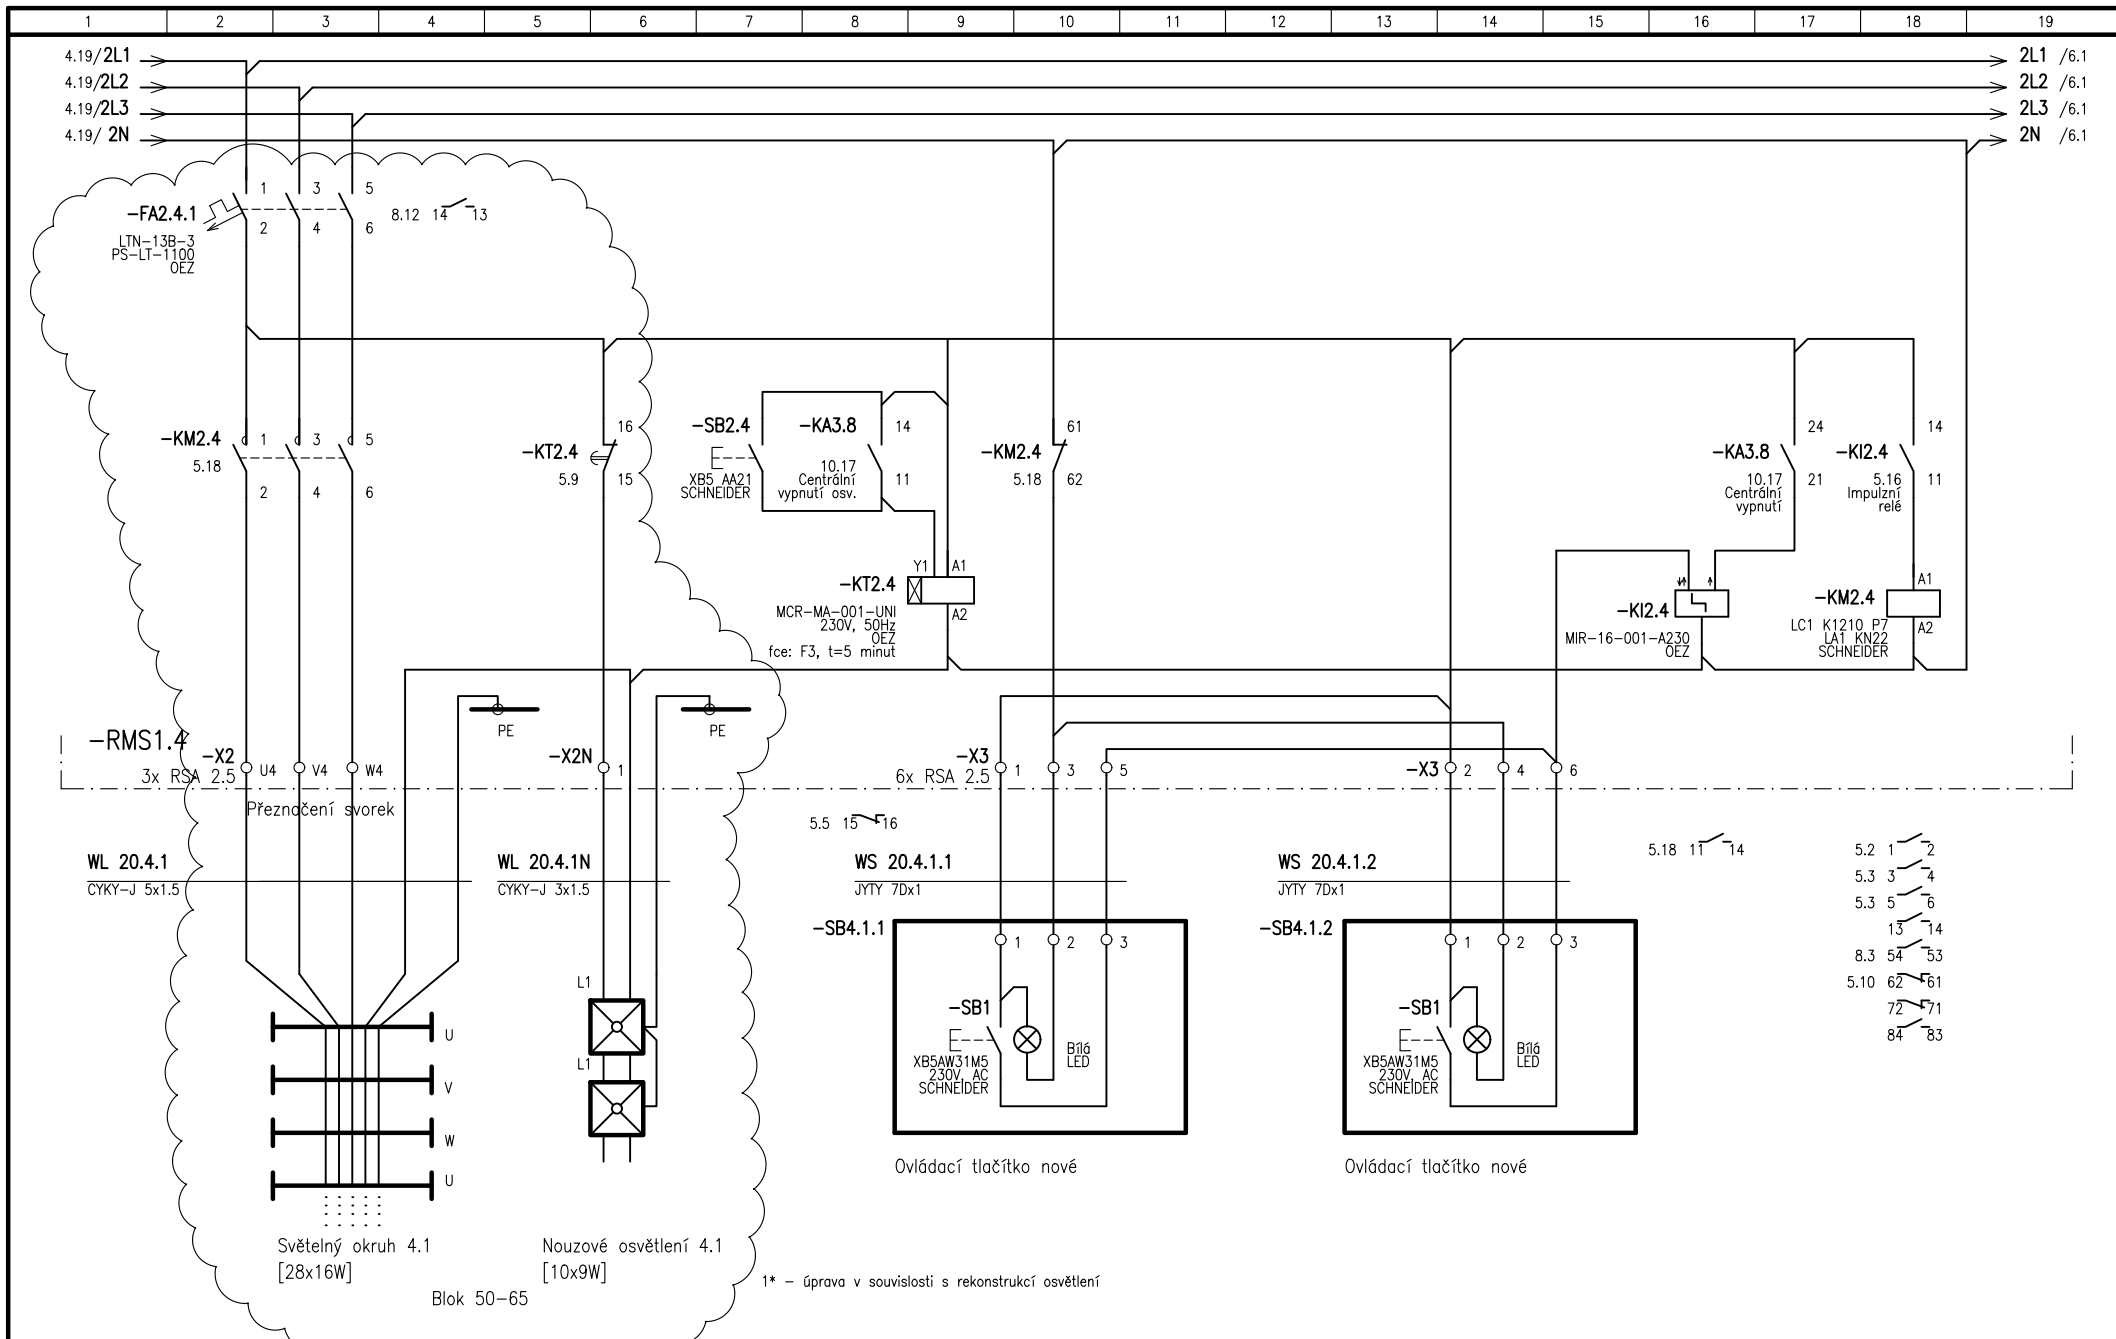 1 2 3 4 5 6 7 8 9 10 11 12 13 14 15 16 17 18 19
4.19/2L1
4.19/2L2
4.19/2L3
4.19/ 2N
2L1 /6.1
2L2 /6.1
2L3 /6.1
2N /6.1
-FA2.4.1
LTN-13B-3
PS-LT-1100
OEZ
1 3 5
2 4 6
8.12 14 13
-KM2.4
5.18
1 3 5
2 4 6
-KT2.4
5.9
16
15
-SB2.4
XB5 AA21
SCHNEIDER
-KA3.8
10.17
Centrální
vypnutí osv.
14
11
-KM2.4
5.18
61
62
-KA3.8
10.17
Centrální
vypnutí
24
21
-KI2.4
5.16
Impulzní
relé
14
11
-KT2.4
MCR-MA-001-UNI
230V, 50Hz
OEZ
fce: F3, t=5 minut
Y1 A1
A2
-KI2.4
MIR-16-001-A230
OEZ
-KM2.4
LC1 K1210 P7
LA1 KN22
SCHNEIDER
A1
A2
PE
PE
-RMS1.4
-X2
3x RSA 2.5
U4 V4 W4
-X2N
1
-X3
6x RSA 2.5
1 3 5
-X3
2 4 6
Přeznačení svorek
5.5 15 16
5.18 11 14
WL 20.4.1
CYKY-J 5x1.5
WL 20.4.1N
CYKY-J 3x1.5
WS 20.4.1.1
JYTY 7Dx1
WS 20.4.1.2
JYTY 7Dx1
5.2 1 2
5.3 3 4
5.3 5 6
13 14
8.3 54 53
5.10 62 61
72 71
84 83
-SB4.1.1
1 2 3
-SB1
XB5AW31M5
230V, AC
SCHNEIDER
Bílá
LED
-SB4.1.2
1 2 3
-SB1
XB5AW31M5
230V, AC
SCHNEIDER
Bílá
LED
L1
L1
U
V
W
U
Ovládací tlačítko nové
Ovládací tlačítko nové
Světelný okruh 4.1
[28x16W]
Nouzové osvětlení 4.1
[10x9W]
Blok 50-65
1* - úprava v souvislosti s rekonstrukcí osvětlení